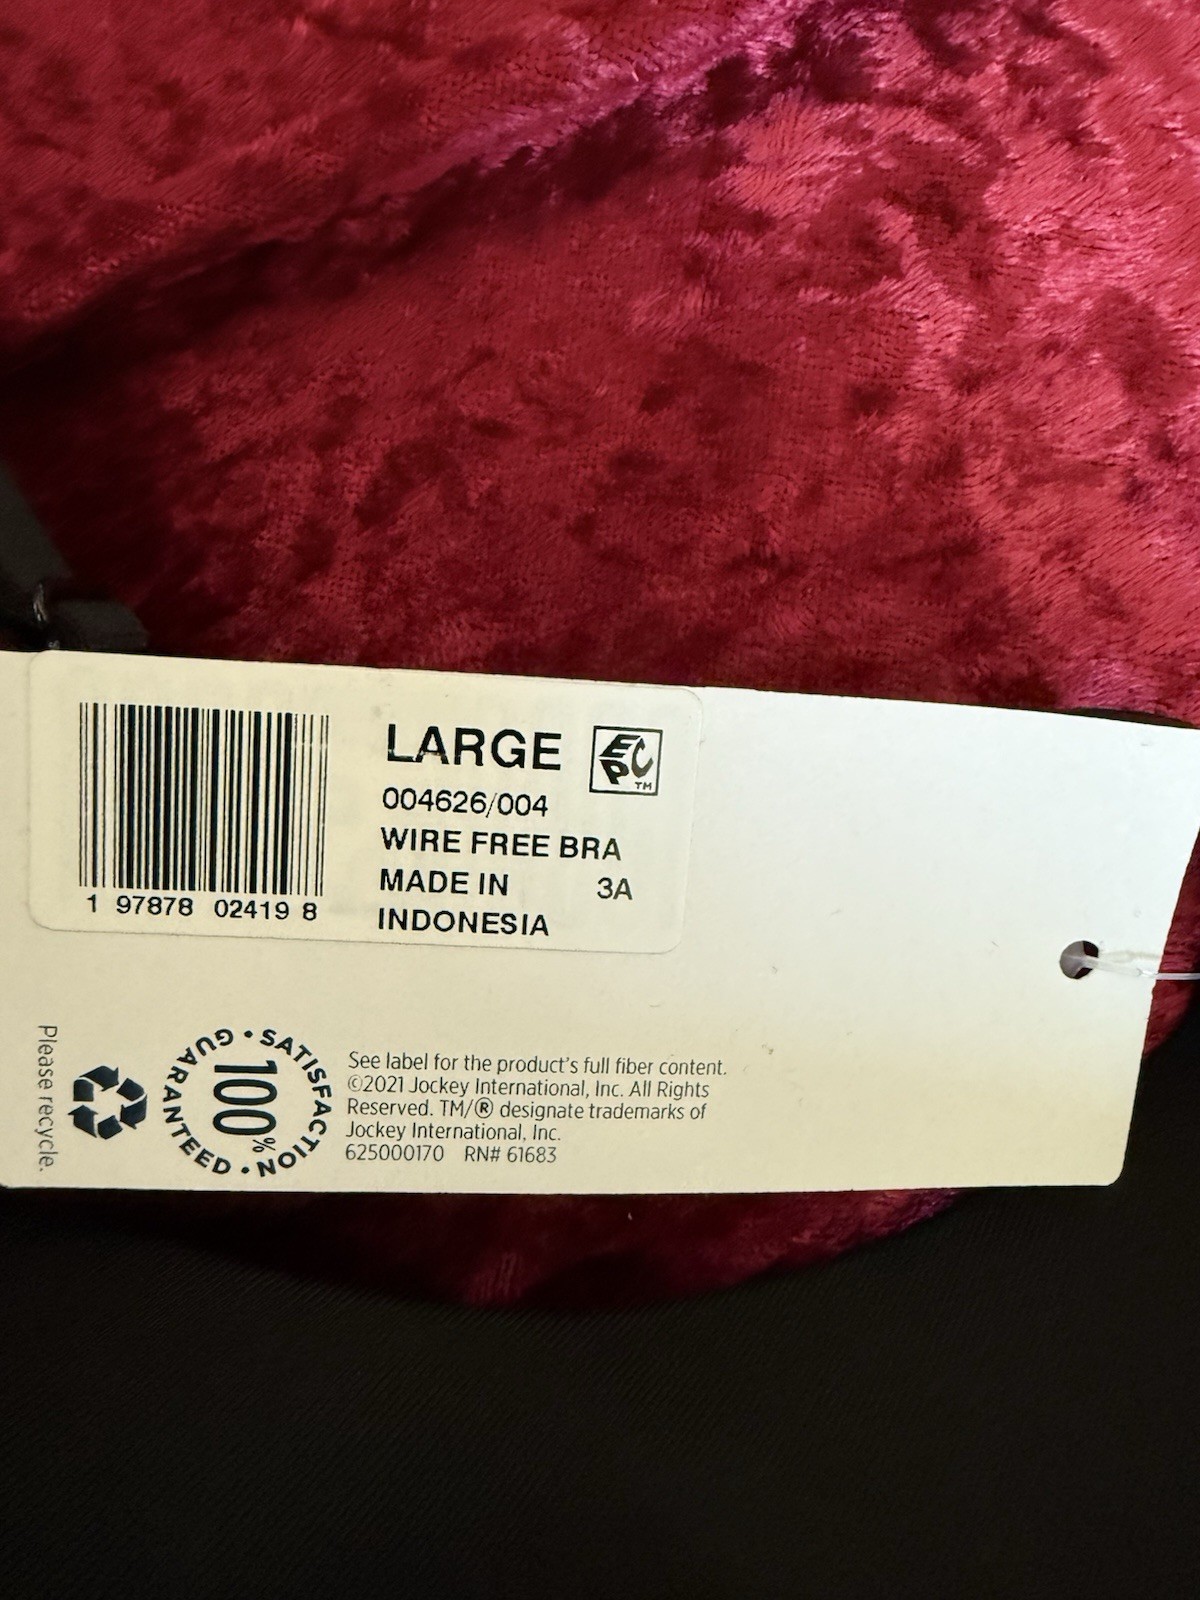 LARGE
EPC™
004626/004
WIRE FREE BRA
MADE IN 3A
INDONESIA
1 97878 02419 8
Please recycle.
100%
SATISFACTION • GUARANTEED •
See label for the product's full fiber content.
©2021 Jockey International, Inc. All Rights
Reserved. TM/® designate trademarks of
Jockey International, Inc.
625000170 RN# 61683